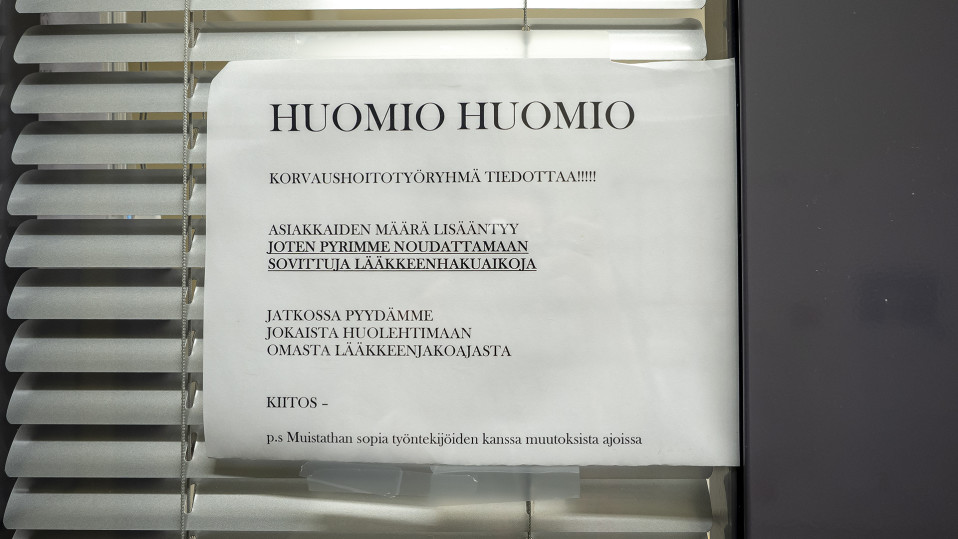 HUOMIO HUOMIO
KORVAUSHOITOTYÖRYHMÄ TIEDOTTAA!!!!!
ASIAKKAIDEN MÄÄRÄ LISÄÄNTYY
JOTEN PYRIMME NOUDATTAMAAN
SOVITTUJA LÄÄKKEENHAKUAIKOJA
JATKOSSA PYYDÄMME
JOKAISTA HUOLEHTIMAAN
OMASTA LÄÄKKEENJAKOAJASTA
KIITOS –
p.s Muistathan sopia työntekijöiden kanssa muutoksista ajoissa